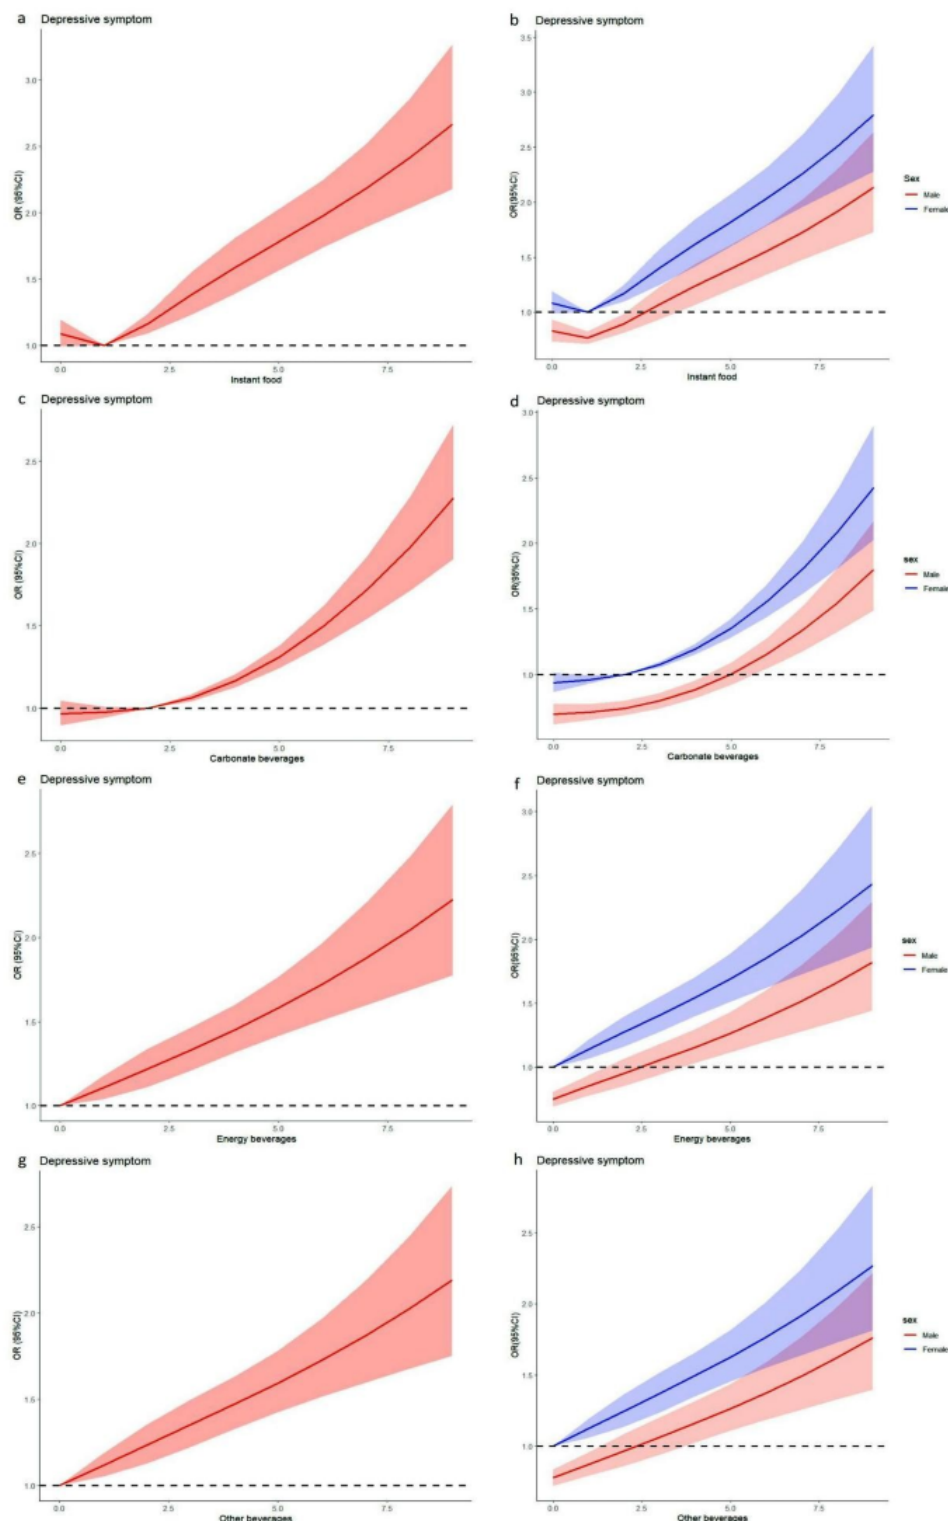 a Depressive symptom
3.0
2.5
2.0
1.5
1.0
OR (95%CI)
0.0 2.5 5.0 7.5
Instant food
b Depressive symptom
3.5
3.0
2.5
2.0
1.5
1.0
OR(95%CI)
0.0 2.5 5.0 7.5
Instant food
Sex
Male
Female
c Depressive symptom
2.5
2.0
1.5
1.0
OR (95%CI)
0.0 2.5 5.0 7.5
Carbonate beverages
d Depressive symptom
3.0
2.5
2.0
1.5
1.0
OR(95%CI)
0.0 2.5 5.0 7.5
Carbonate beverages
sex
Male
Female
e Depressive symptom
2.5
2.0
1.5
1.0
OR (95%CI)
0.0 2.5 5.0 7.5
Energy beverages
f Depressive symptom
3.0
2.5
2.0
1.5
1.0
OR(95%CI)
0.0 2.5 5.0 7.5
Energy beverages
sex
Male
Female
g Depressive symptom
2.5
2.0
1.5
1.0
OR (95%CI)
0.0 2.5 5.0 7.5
Other beverages
h Depressive symptom
2.5
2.0
1.5
1.0
OR(95%CI)
0.0 2.5 5.0 7.5
Other beverages
sex
Male
Female